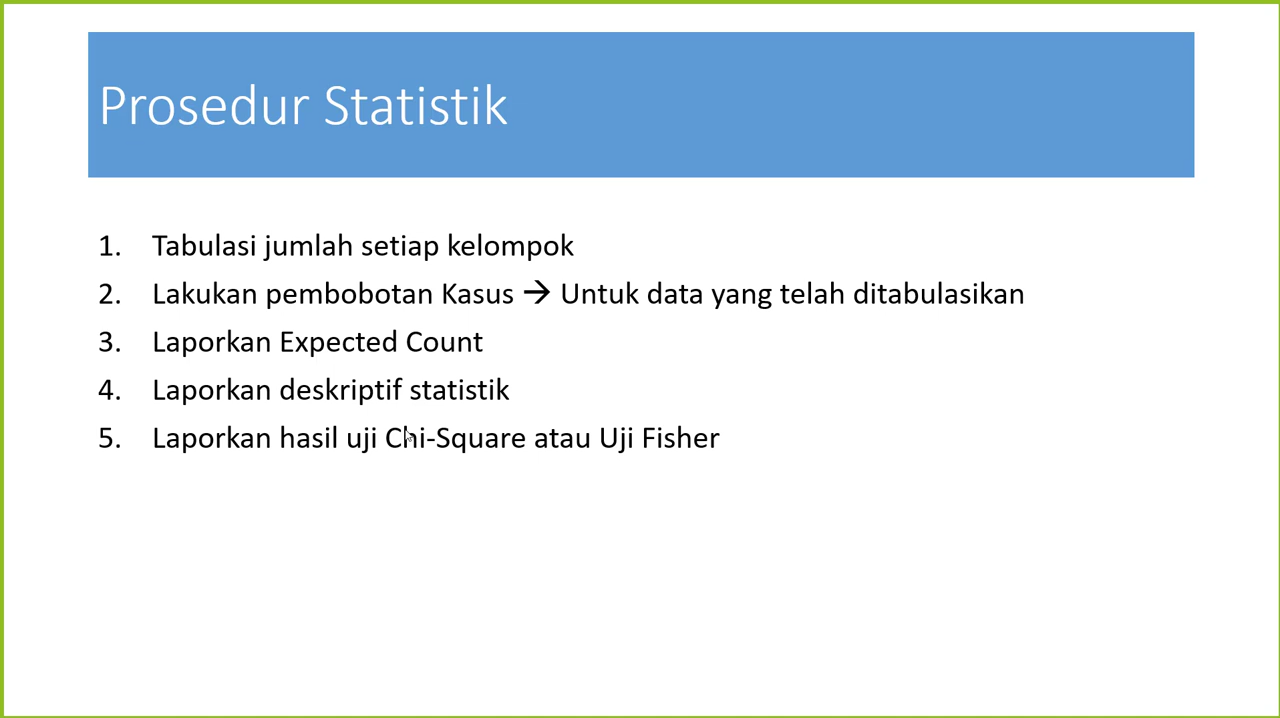 Prosedur Statistik
1. Tabulasi jumlah setiap kelompok
2. Lakukan pembobotan Kasus → Untuk data yang telah ditabulasikan
3. Laporkan Expected Count
4. Laporkan deskriptif statistik
5. Laporkan hasil uji Chi-Square atau Uji Fisher